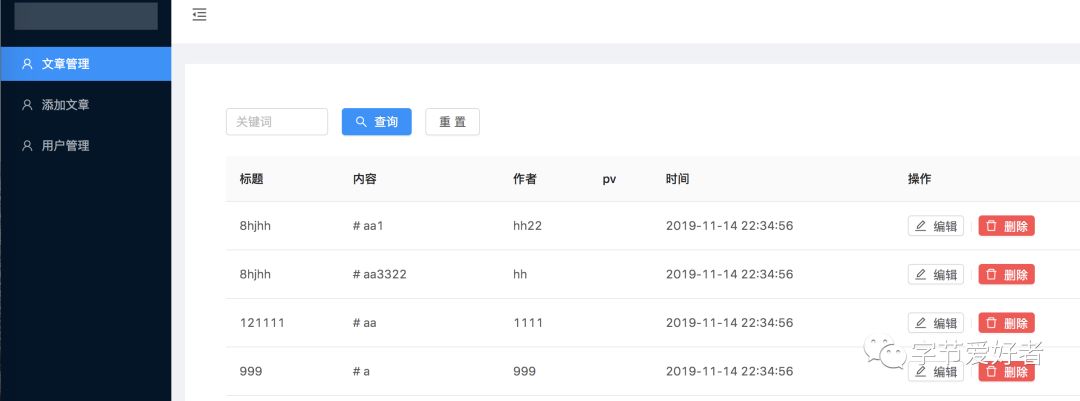 文章管理
添加文章
用户管理
关键词 查询 重置
标题 内容 作者 pv 时间 操作
8hjhh # aa1 hh22 2019-11-14 22:34:56 编辑 删除
8hjhh # aa3322 hh 2019-11-14 22:34:56 编辑 删除
121111 # aa 1111 2019-11-14 22:34:56 编辑 删除
999 # a 999 2019-11-14 22:34:56 编辑 删除
字节爱好者